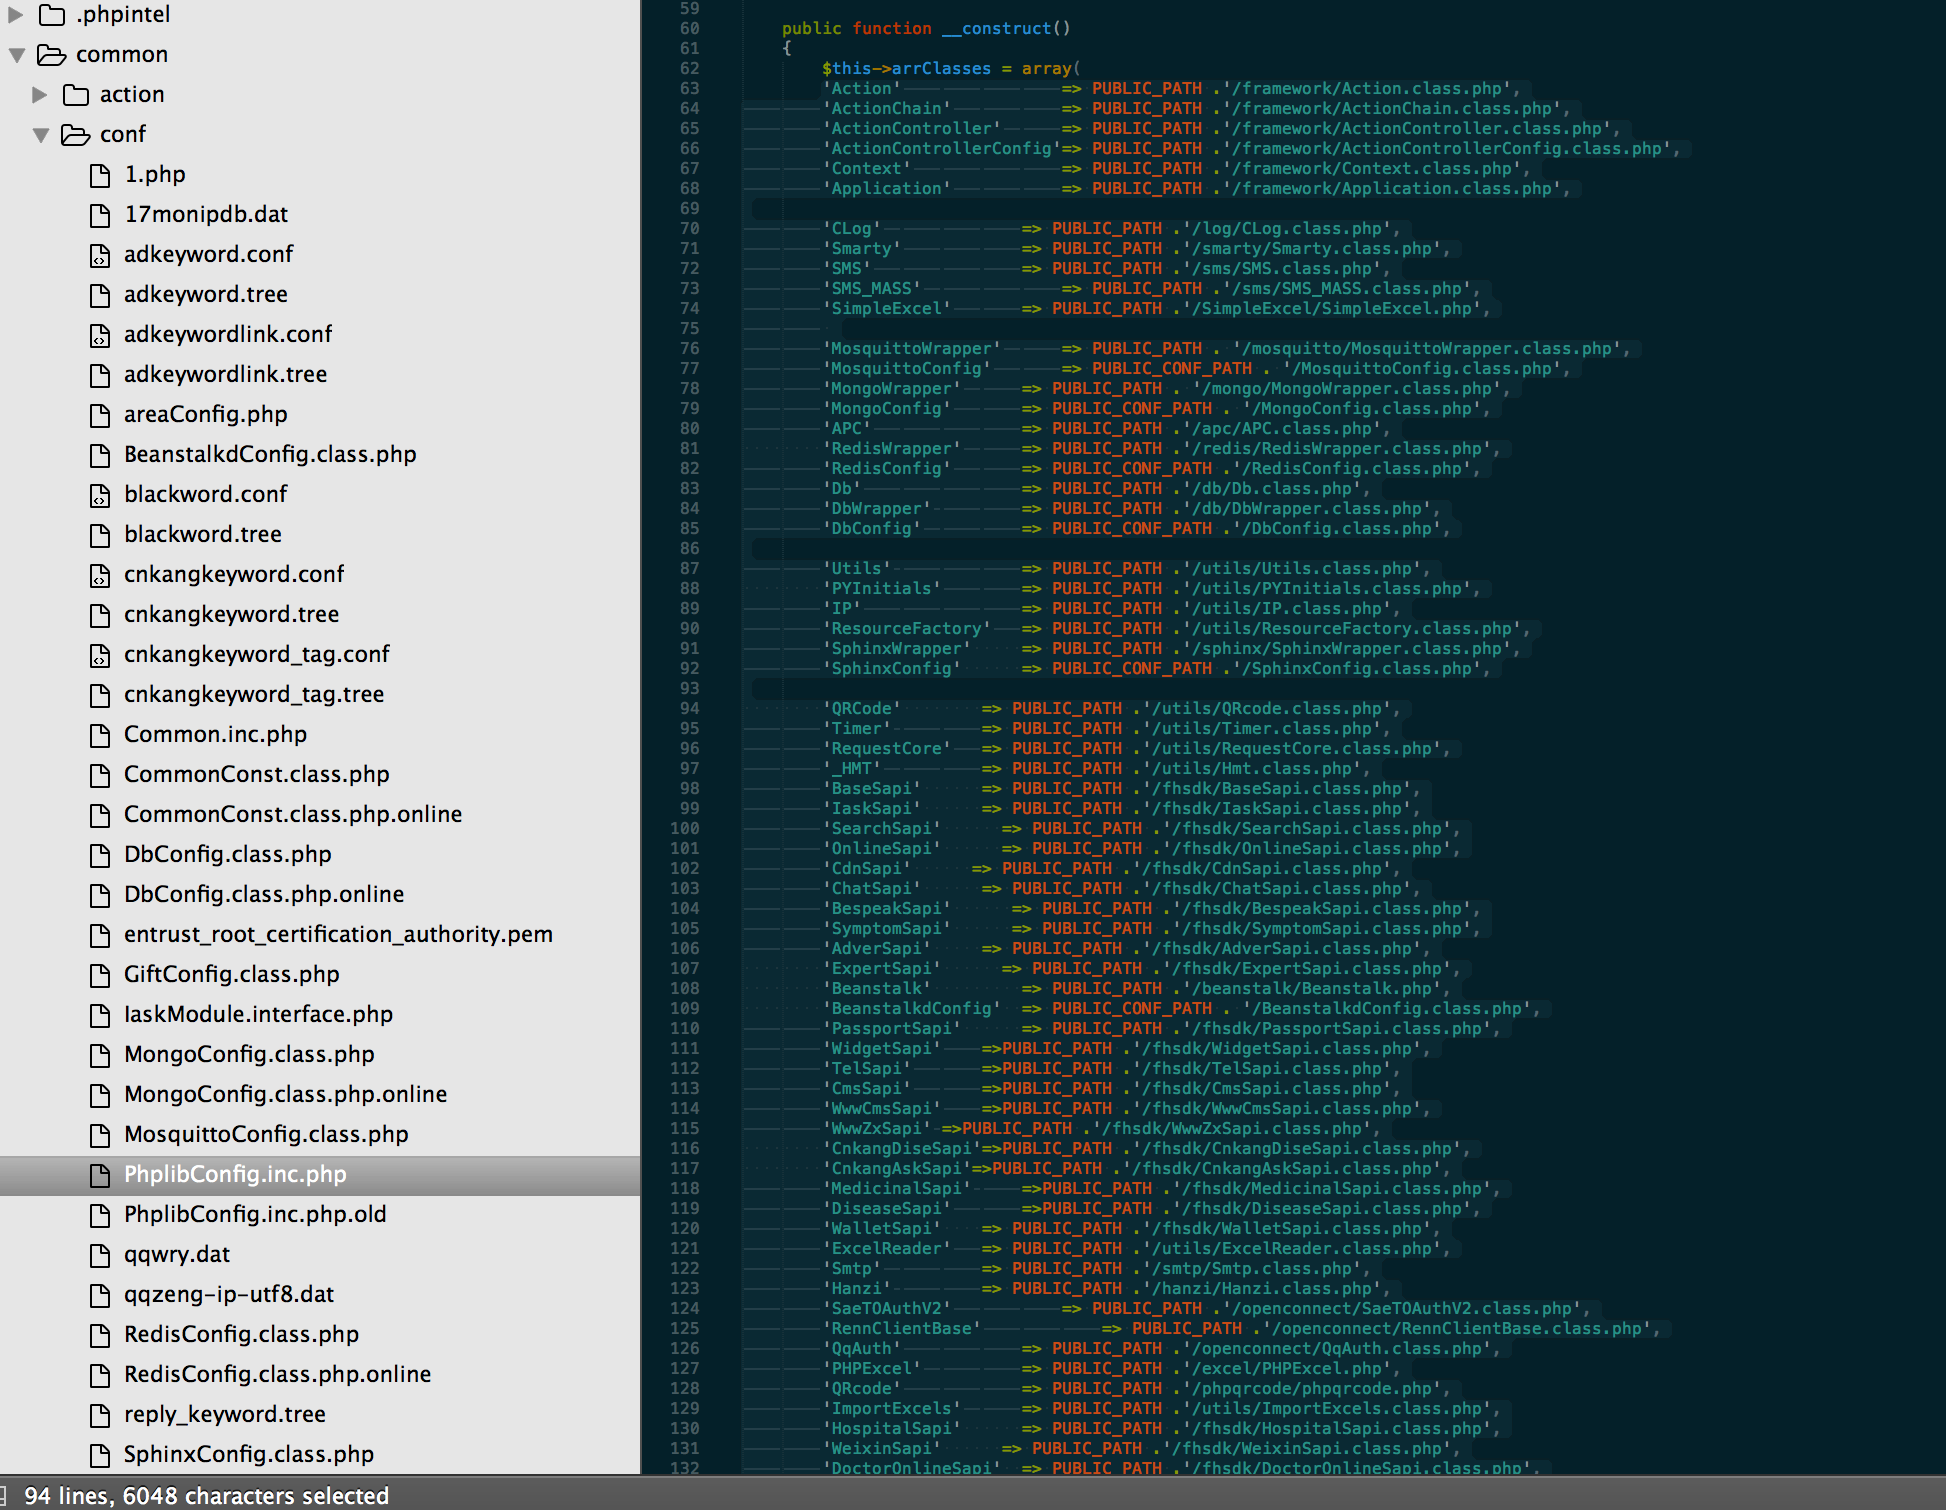 .phpintel
common
action
conf
1.php
17monipdb.dat
adkeyword.conf
adkeyword.tree
adkeywordlink.conf
adkeywordlink.tree
areaConfig.php
BeanstalkdConfig.class.php
blackword.conf
blackword.tree
cnkangkeyword.conf
cnkangkeyword.tree
cnkangkeyword_tag.conf
cnkangkeyword_tag.tree
Common.inc.php
CommonConst.class.php
CommonConst.class.php.online
DbConfig.class.php
DbConfig.class.php.online
entrust_root_certification_authority.pem
GiftConfig.class.php
IaskModule.interface.php
MongoConfig.class.php
MongoConfig.class.php.online
MosquittoConfig.class.php
PhplibConfig.inc.php
PhplibConfig.inc.php.old
qqwry.dat
qqzeng-ip-utf8.dat
RedisConfig.class.php
RedisConfig.class.php.online
reply_keyword.tree
SphinxConfig.class.php
59
60 public function __construct()
61 {
62 $this->arrClasses = array(
63 'Action' => PUBLIC_PATH .'/framework/Action.class.php',
64 'ActionChain' => PUBLIC_PATH .'/framework/ActionChain.class.php',
65 'ActionController' => PUBLIC_PATH .'/framework/ActionController.class.php',
66 'ActionControllerConfig'=> PUBLIC_PATH .'/framework/ActionControllerConfig.class.php',
67 'Context' => PUBLIC_PATH .'/framework/Context.class.php',
68 'Application' => PUBLIC_PATH .'/framework/Application.class.php',
69
70 'CLog' => PUBLIC_PATH .'/log/CLog.class.php',
71 'Smarty' => PUBLIC_PATH .'/smarty/Smarty.class.php',
72 'SMS' => PUBLIC_PATH .'/sms/SMS.class.php',
73 'SMS_MASS' => PUBLIC_PATH .'/sms/SMS_MASS.class.php',
74 'SimpleExcel' => PUBLIC_PATH .'/SimpleExcel/SimpleExcel.php',
75
76 'MosquittoWrapper' => PUBLIC_PATH . '/mosquitto/MosquittoWrapper.class.php',
77 'MosquittoConfig' => PUBLIC_CONF_PATH . '/MosquittoConfig.class.php',
78 'MongoWrapper' => PUBLIC_PATH . '/mongo/MongoWrapper.class.php',
79 'MongoConfig' => PUBLIC_CONF_PATH . '/MongoConfig.class.php',
80 'APC' => PUBLIC_PATH .'/apc/APC.class.php',
81 'RedisWrapper' => PUBLIC_PATH .'/redis/RedisWrapper.class.php',
82 'RedisConfig' => PUBLIC_CONF_PATH .'/RedisConfig.class.php',
83 'Db' => PUBLIC_PATH .'/db/Db.class.php',
84 'DbWrapper' => PUBLIC_PATH .'/db/DbWrapper.class.php',
85 'DbConfig' => PUBLIC_CONF_PATH .'/DbConfig.class.php',
86
87 'Utils' => PUBLIC_PATH .'/utils/Utils.class.php',
88 'PYInitials' => PUBLIC_PATH .'/utils/PYInitials.class.php',
89 'IP' => PUBLIC_PATH .'/utils/IP.class.php',
90 'ResourceFactory' => PUBLIC_PATH .'/utils/ResourceFactory.class.php',
91 'SphinxWrapper' => PUBLIC_PATH .'/sphinx/SphinxWrapper.class.php',
92 'SphinxConfig' => PUBLIC_CONF_PATH .'/SphinxConfig.class.php',
93
94 'QRCode' => PUBLIC_PATH .'/utils/QRcode.class.php',
95 'Timer' => PUBLIC_PATH .'/utils/Timer.class.php',
96 'RequestCore' => PUBLIC_PATH .'/utils/RequestCore.class.php',
97 '_HMT' => PUBLIC_PATH .'/utils/Hmt.class.php',
98 'BaseSapi' => PUBLIC_PATH .'/fhsdk/BaseSapi.class.php',
99 'IaskSapi' => PUBLIC_PATH .'/fhsdk/IaskSapi.class.php',
100 'SearchSapi' => PUBLIC_PATH .'/fhsdk/SearchSapi.class.php',
101 'OnlineSapi' => PUBLIC_PATH .'/fhsdk/OnlineSapi.class.php',
102 'CdnSapi' => PUBLIC_PATH .'/fhsdk/CdnSapi.class.php',
103 'ChatSapi' => PUBLIC_PATH .'/fhsdk/ChatSapi.class.php',
104 'BespeakSapi' => PUBLIC_PATH .'/fhsdk/BespeakSapi.class.php',
105 'SymptomSapi' => PUBLIC_PATH .'/fhsdk/SymptomSapi.class.php',
106 'AdverSapi' => PUBLIC_PATH .'/fhsdk/AdverSapi.class.php',
107 'ExpertSapi' => PUBLIC_PATH .'/fhsdk/ExpertSapi.class.php',
108 'Beanstalk' => PUBLIC_PATH .'/beanstalk/Beanstalk.php',
109 'BeanstalkdConfig' => PUBLIC_CONF_PATH . '/BeanstalkdConfig.class.php',
110 'PassportSapi' => PUBLIC_PATH .'/fhsdk/PassportSapi.class.php',
111 'WidgetSapi' =>PUBLIC_PATH .'/fhsdk/WidgetSapi.class.php',
112 'TelSapi' =>PUBLIC_PATH .'/fhsdk/TelSapi.class.php',
113 'CmsSapi' =>PUBLIC_PATH .'/fhsdk/CmsSapi.class.php',
114 'WwwCmsSapi' =>PUBLIC_PATH .'/fhsdk/WwwCmsSapi.class.php',
115 'WwwZxSapi' =>PUBLIC_PATH .'/fhsdk/WwwZxSapi.class.php',
116 'CnkangDiseSapi'=>PUBLIC_PATH .'/fhsdk/CnkangDiseSapi.class.php',
117 'CnkangAskSapi'=>PUBLIC_PATH .'/fhsdk/CnkangAskSapi.class.php',
118 'MedicinalSapi' =>PUBLIC_PATH .'/fhsdk/MedicinalSapi.class.php',
119 'DiseaseSapi' =>PUBLIC_PATH .'/fhsdk/DiseaseSapi.class.php',
120 'WalletSapi' => PUBLIC_PATH .'/fhsdk/WalletSapi.class.php',
121 'ExcelReader' => PUBLIC_PATH .'/utils/ExcelReader.class.php',
122 'Smtp' => PUBLIC_PATH .'/smtp/Smtp.class.php',
123 'Hanzi' => PUBLIC_PATH .'/hanzi/Hanzi.class.php',
124 'SaeTOAuthV2' => PUBLIC_PATH .'/openconnect/SaeTOAuthV2.class.php',
125 'RennClientBase' => PUBLIC_PATH .'/openconnect/RennClientBase.class.php',
126 'QqAuth' => PUBLIC_PATH .'/openconnect/QqAuth.class.php',
127 'PHPExcel' => PUBLIC_PATH .'/excel/PHPExcel.php',
128 'QRcode' => PUBLIC_PATH .'/phpqrcode/phpqrcode.php',
129 'ImportExcels' => PUBLIC_PATH .'/utils/ImportExcels.class.php',
130 'HospitalSapi' => PUBLIC_PATH .'/fhsdk/HospitalSapi.class.php',
131 'WeixinSapi' => PUBLIC_PATH .'/fhsdk/WeixinSapi.class.php',
132 'DoctorOnlineSapi' => PUBLIC_PATH .'/fhsdk/DoctorOnlineSapi.class.php',
94 lines, 6048 characters selected